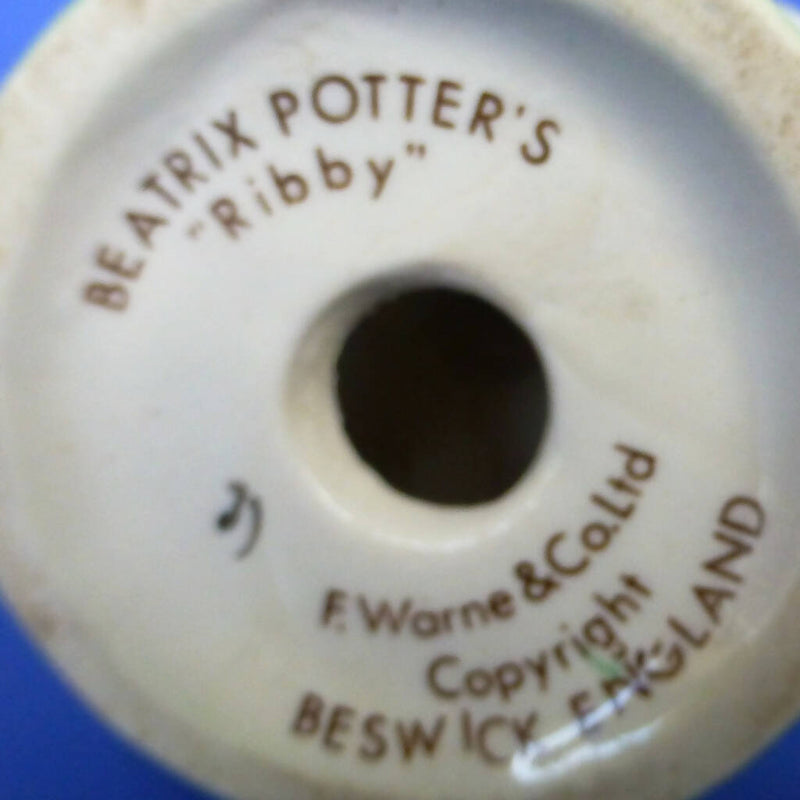 BEATRIX POTTER'S
"Ribby"
F. Warne & Co. Ltd
Copyright
BESWICK ENGLAND